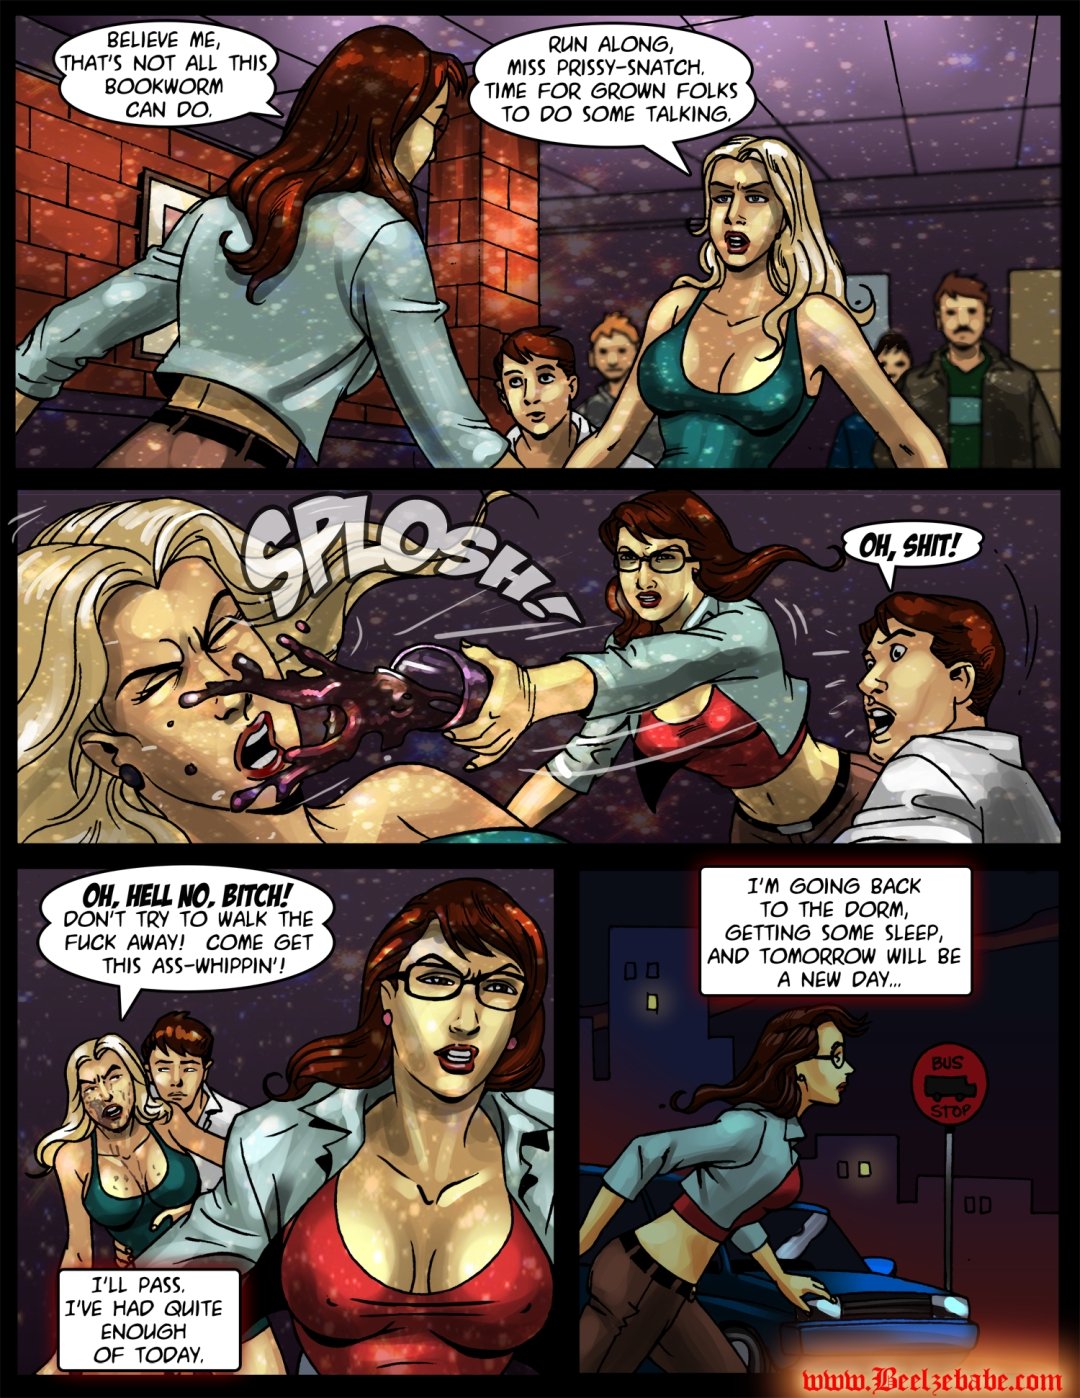 BELIEVE ME,
THAT'S NOT ALL THIS
BOOKWORM
CAN DO.
RUN ALONG,
MISS PRISSY-SNATCH.
TIME FOR GROWN FOLKS
TO DO SOME TALKING.
SPLOSH!
OH, SHIT!
OH, HELL NO, BITCH!
DON'T TRY TO WALK THE
FUCK AWAY! COME GET
THIS ASS-WHIPPIN'!
I'LL PASS.
I'VE HAD QUITE
ENOUGH
OF TODAY.
I'M GOING BACK
TO THE DORM,
GETTING SOME SLEEP,
AND TOMORROW WILL BE
A NEW DAY...
BUS
STOP
www.Beelzebabe.com